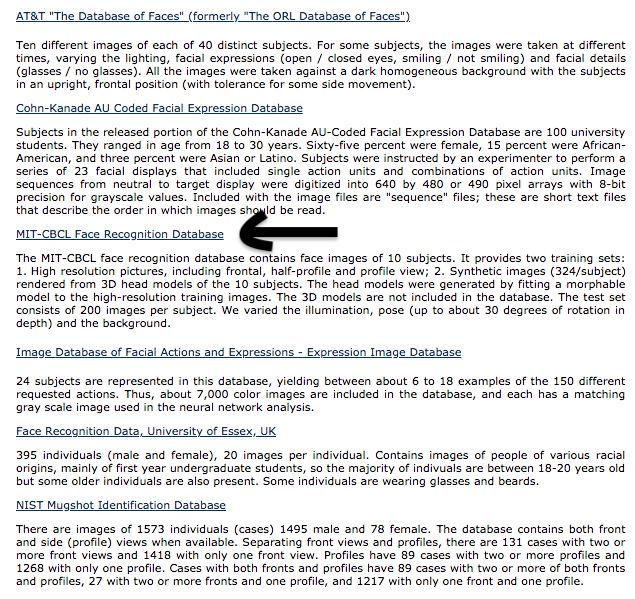 AT&T "The Database of Faces" (formerly "The ORL Database of Faces")
Ten different images of each of 40 distinct subjects. For some subjects, the images were taken at different
times, varying the lighting, facial expressions (open / closed eyes, smiling / not smiling) and facial details
(glasses / no glasses). All the images were taken against a dark homogeneous background with the subjects
in an upright, frontal position (with tolerance for some side movement).
Cohn-Kanade AU Coded Facial Expression Database
Subjects in the released portion of the Cohn-Kanade AU-Coded Facial Expression Database are 100 university
students. They ranged in age from 18 to 30 years. Sixty-five percent were female, 15 percent were African-
American, and three percent were Asian or Latino. Subjects were instructed by an experimenter to perform a
series of 23 facial displays that included single action units and combinations of action units. Image
sequences from neutral to target display were digitized into 640 by 480 or 490 pixel arrays with 8-bit
precision for grayscale values. Included with the image files are "sequence" files; these are short text files
that describe the order in which images should be read.
MIT-CBCL Face Recognition Database
The MIT-CBCL face recognition database contains face images of 10 subjects. It provides two training sets:
1. High resolution pictures, including frontal, half-profile and profile view; 2. Synthetic images (324/subject)
rendered from 3D head models of the 10 subjects. The head models were generated by fitting a morphable
model to the high-resolution training images. The 3D models are not included in the database. The test set
consists of 200 images per subject. We varied the illumination, pose (up to about 30 degrees of rotation in
depth) and the background.
Image Database of Facial Actions and Expressions - Expression Image Database
24 subjects are represented in this database, yielding between about 6 to 18 examples of the 150 different
requested actions. Thus, about 7,000 color images are included in the database, and each has a matching
gray scale image used in the neural network analysis.
Face Recognition Data, University of Essex, UK
395 individuals (male and female), 20 images per individual. Contains images of people of various racial
origins, mainly of first year undergraduate students, so the majority of indivuals are between 18-20 years old
but some older individuals are also present. Some individuals are wearing glasses and beards.
NIST Mugshot Identification Database
There are images of 1573 individuals (cases) 1495 male and 78 female. The database contains both front
and side (profile) views when available. Separating front views and profiles, there are 131 cases with two or
more front views and 1418 with only one front view. Profiles have 89 cases with two or more profiles and
1268 with only one profile. Cases with both fronts and profiles have 89 cases with two or more of both fronts
and profiles, 27 with two or more fronts and one profile, and 1217 with only one front and one profile.